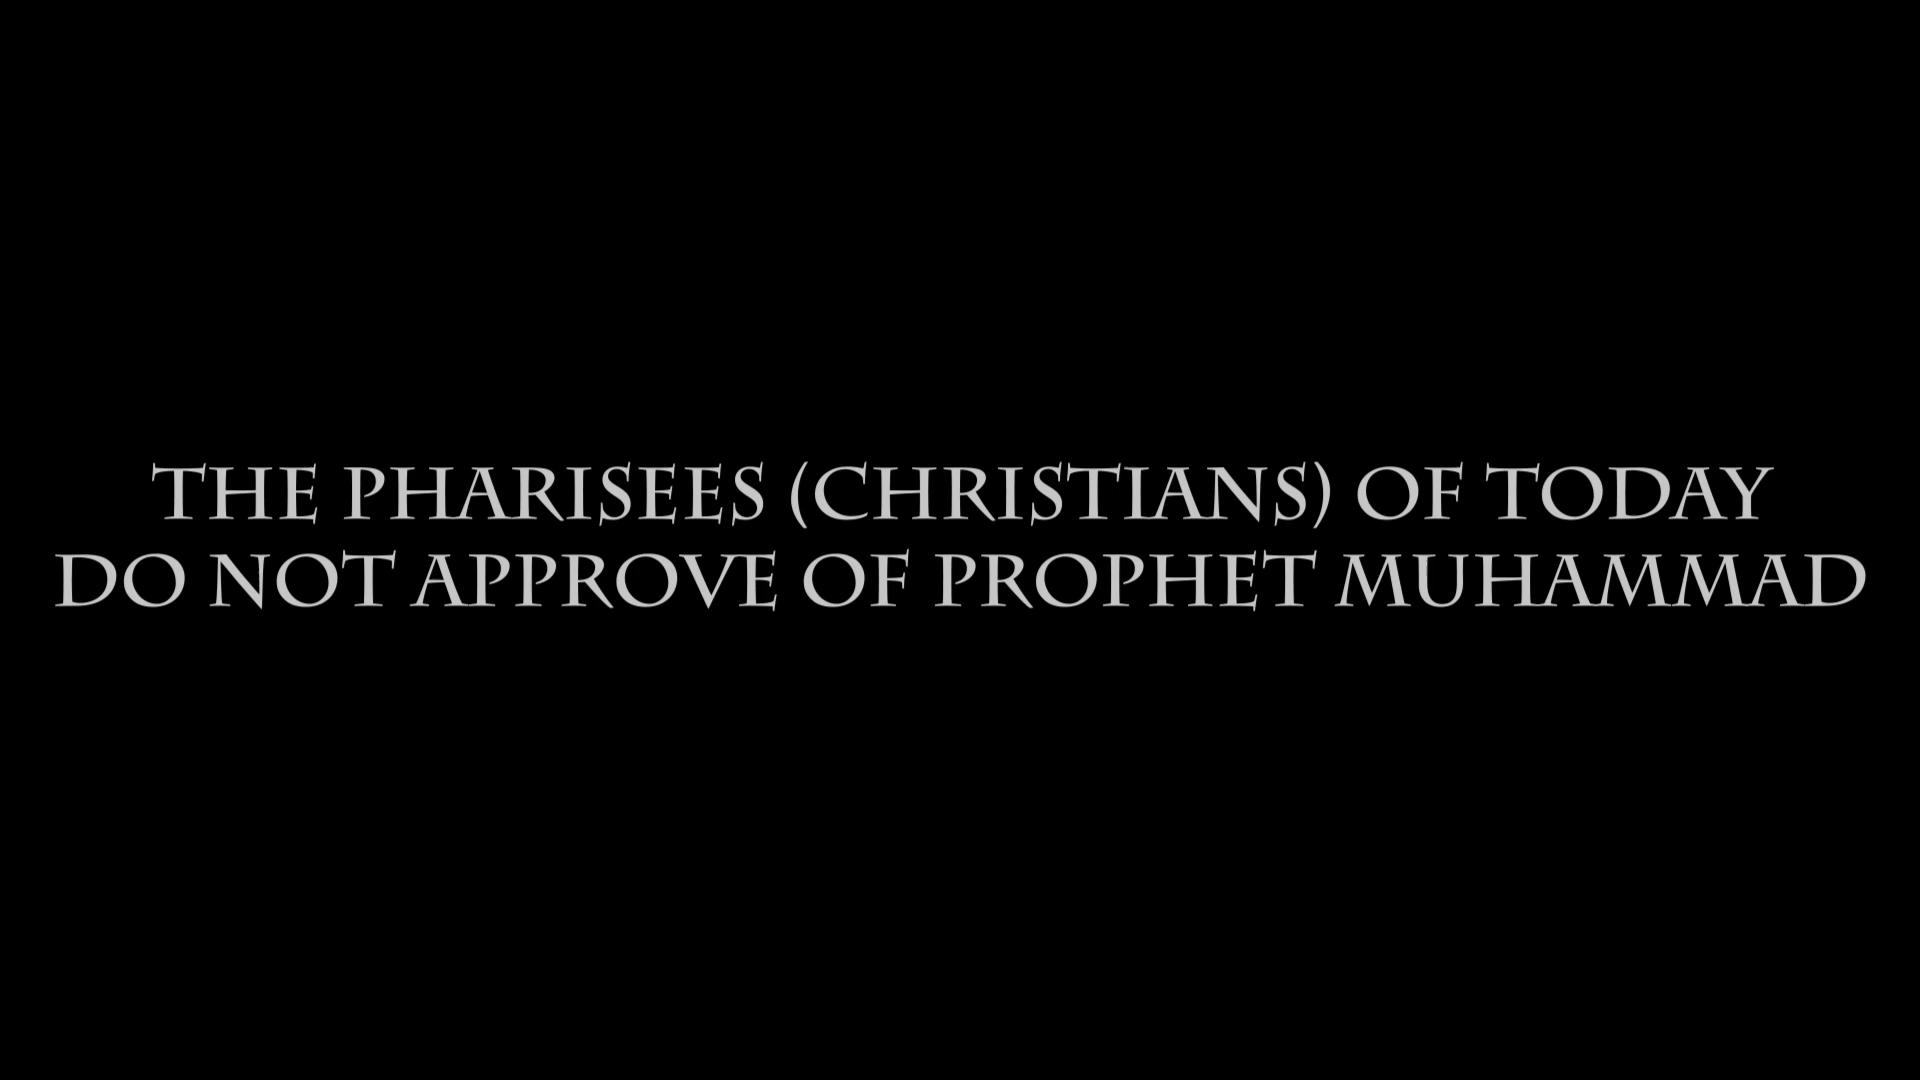 THE PHARISEES (CHRISTIANS) OF TODAY
DO NOT APPROVE OF PROPHET MUHAMMAD